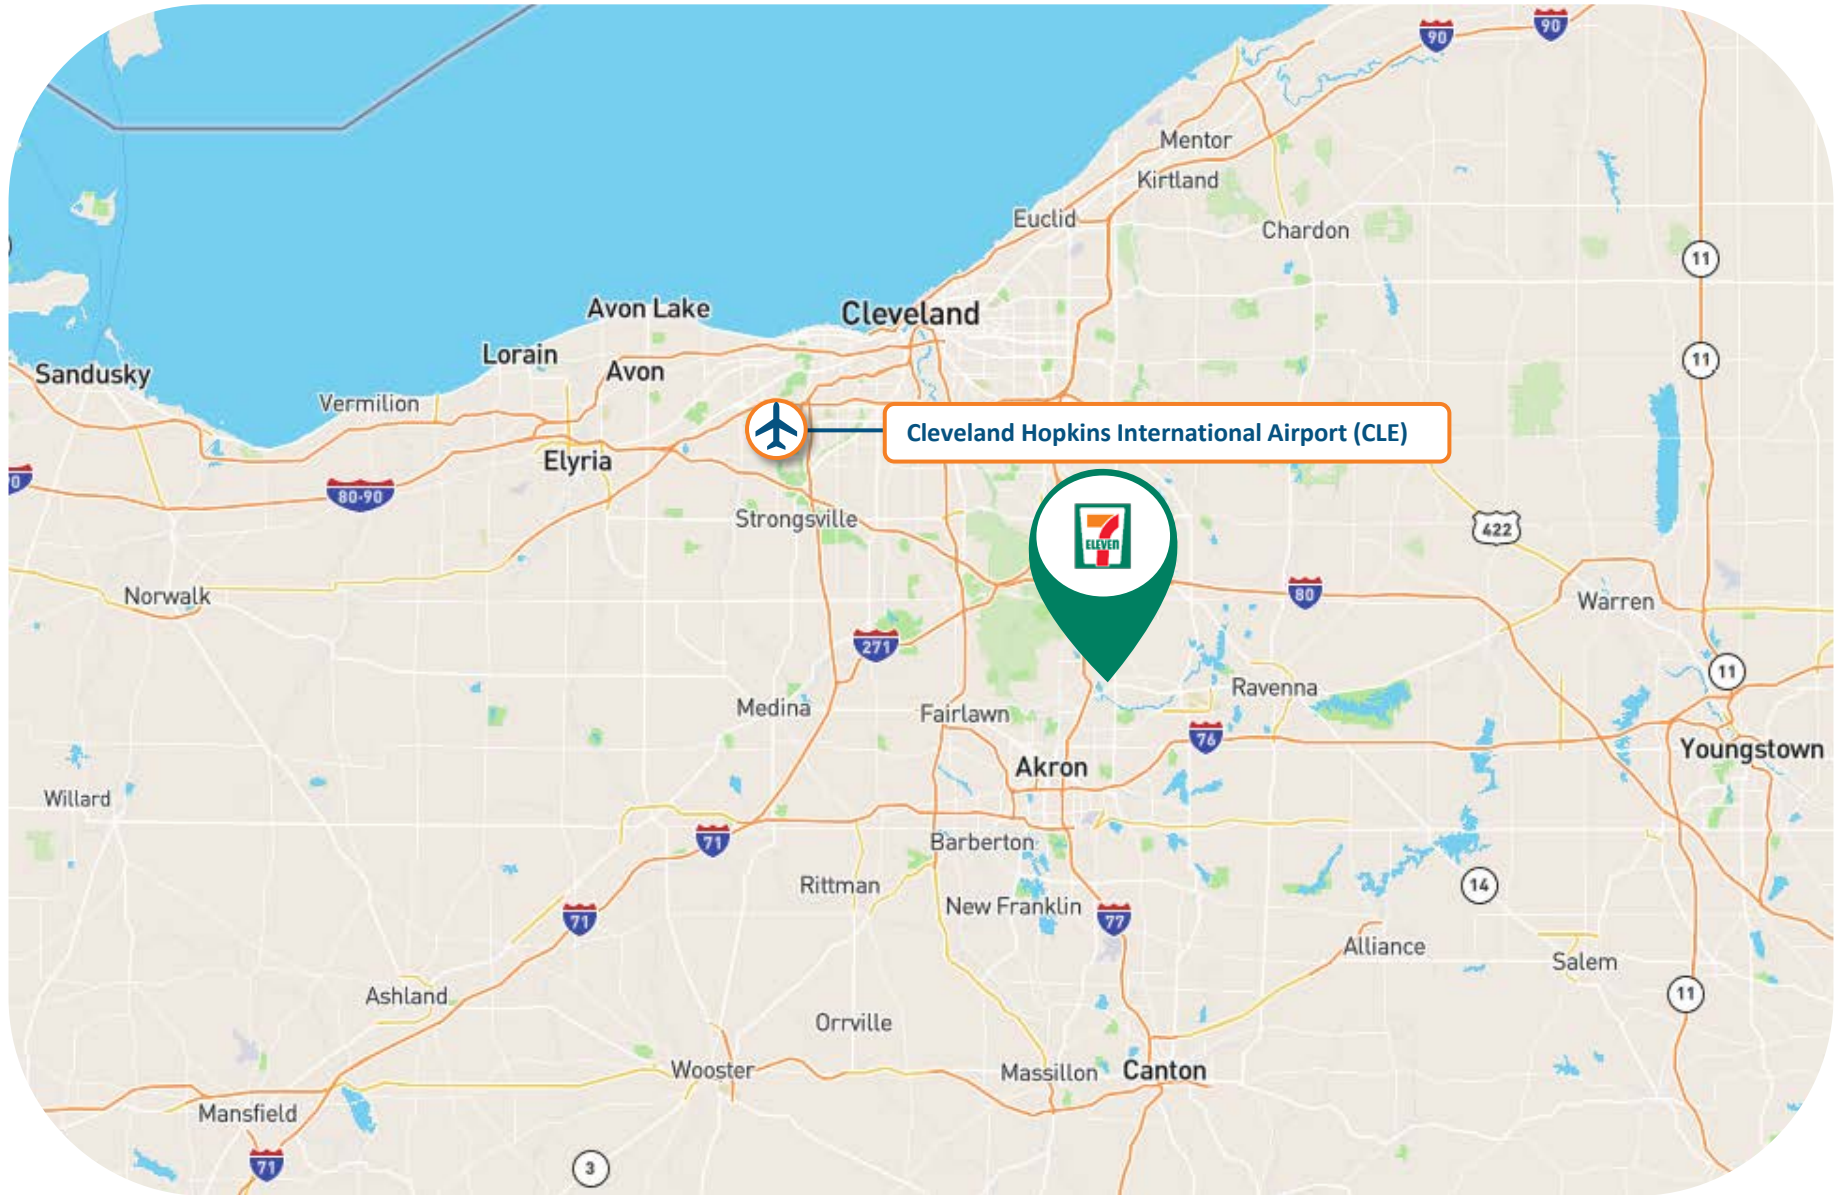 90
90
Mentor
Kirtland
Euclid
Chardon
11
Avon Lake
Cleveland
Lorain
Avon
11
Sandusky
Vermilion
Cleveland Hopkins International Airport (CLE)
Elyria
80-90
Strongsville
422
7
ELEVEN
Norwalk
80
Warren
271
11
Ravenna
Medina
Fairlawn
76
Youngstown
Akron
Willard
71
Barberton
Rittman
14
New Franklin
71
77
Alliance
Salem
Ashland
11
Orrville
Wooster
Massillon
Canton
Mansfield
71
3